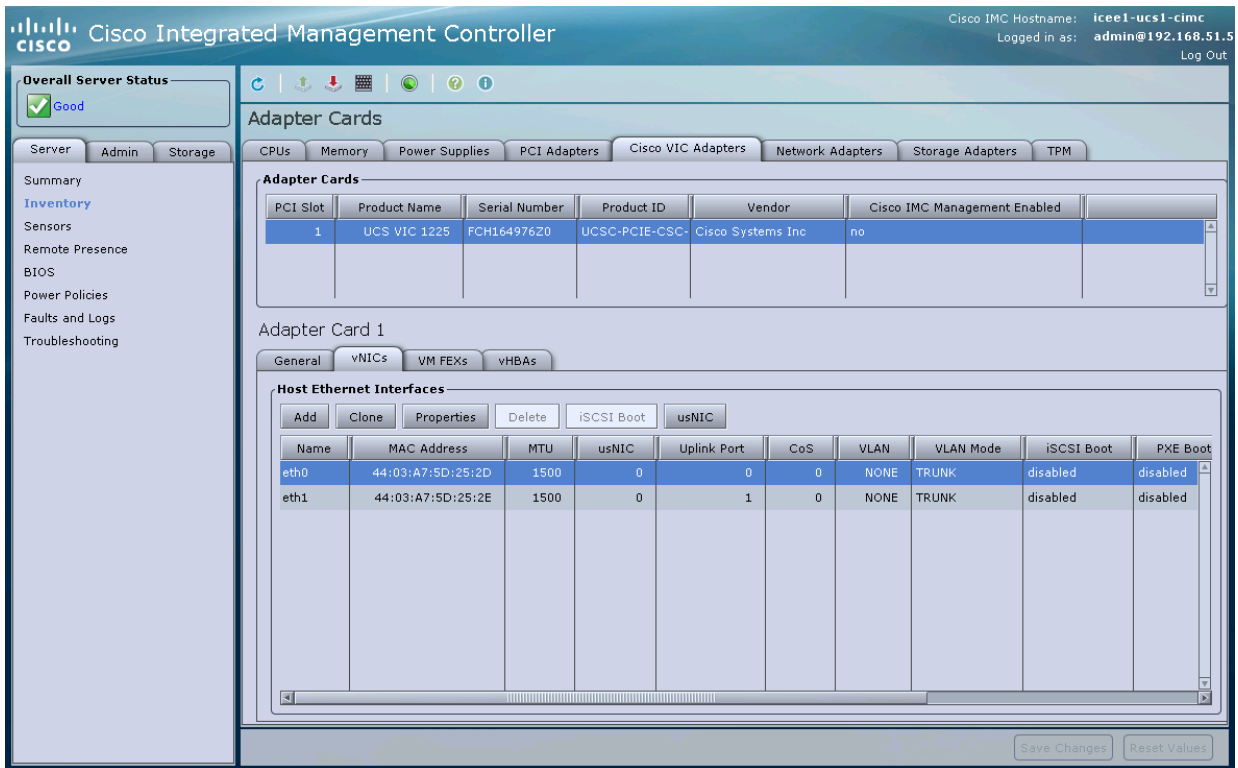 CISCO Cisco Integrated Management Controller
Cisco IMC Hostname: icee1-ucs1-cimc
Logged in as: admin@192.168.51.5
Log Out
Overall Server Status
Good
Server Admin Storage
Summary
Inventory
Sensors
Remote Presence
BIOS
Power Policies
Faults and Logs
Troubleshooting
Adapter Cards
CPUs Memory Power Supplies PCI Adapters Cisco VIC Adapters Network Adapters Storage Adapters TPM
Adapter Cards
PCI Slot Product Name Serial Number Product ID Vendor Cisco IMC Management Enabled
1 UCS VIC 1225 FCH164976Z0 UCSC-PCIE-CSC- Cisco Systems Inc no
Adapter Card 1
General vNICs VM FEXs vHBAs
Host Ethernet Interfaces
Add Clone Properties Delete iSCSI Boot usNIC
Name MAC Address MTU usNIC Uplink Port CoS VLAN VLAN Mode iSCSI Boot PXE Boot
eth0 44:03:A7:5D:25:2D 1500 0 0 0 NONE TRUNK disabled disabled
eth1 44:03:A7:5D:25:2E 1500 0 1 0 NONE TRUNK disabled disabled
Save Changes Reset Values